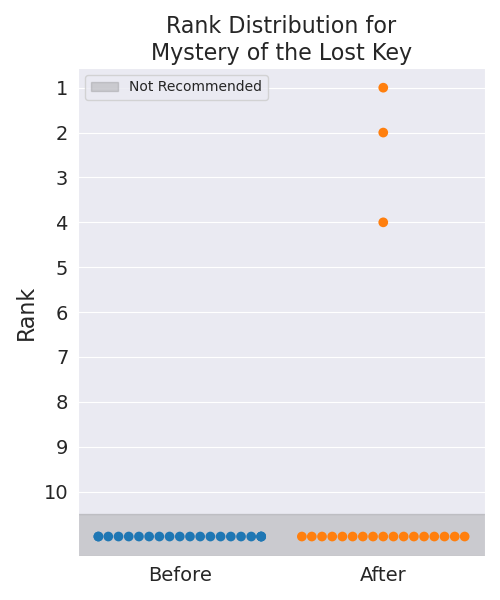 Rank Distribution for
Mystery of the Lost Key
Not Recommended
Rank
1
2
3
4
5
6
7
8
9
10
Before
After